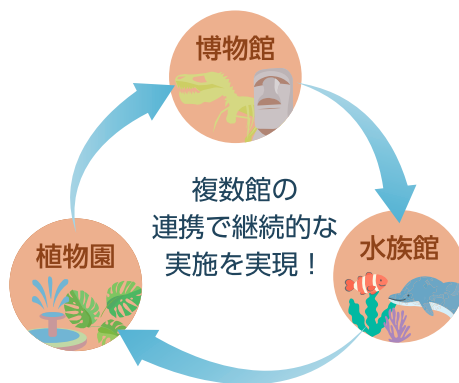 博物館
複数館の
連携で継続的な
実施を実現！
植物園
水族館